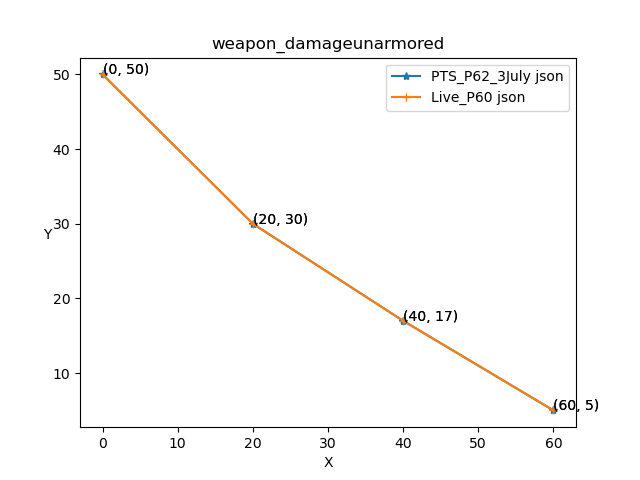 weapon_damageunarmored
PTS_P62_3July json
Live_P60 json
(0, 50)
(20, 30)
(40, 17)
(60, 5)
50
40
30
20
10
Y
0 10 20 30 40 50 60
X